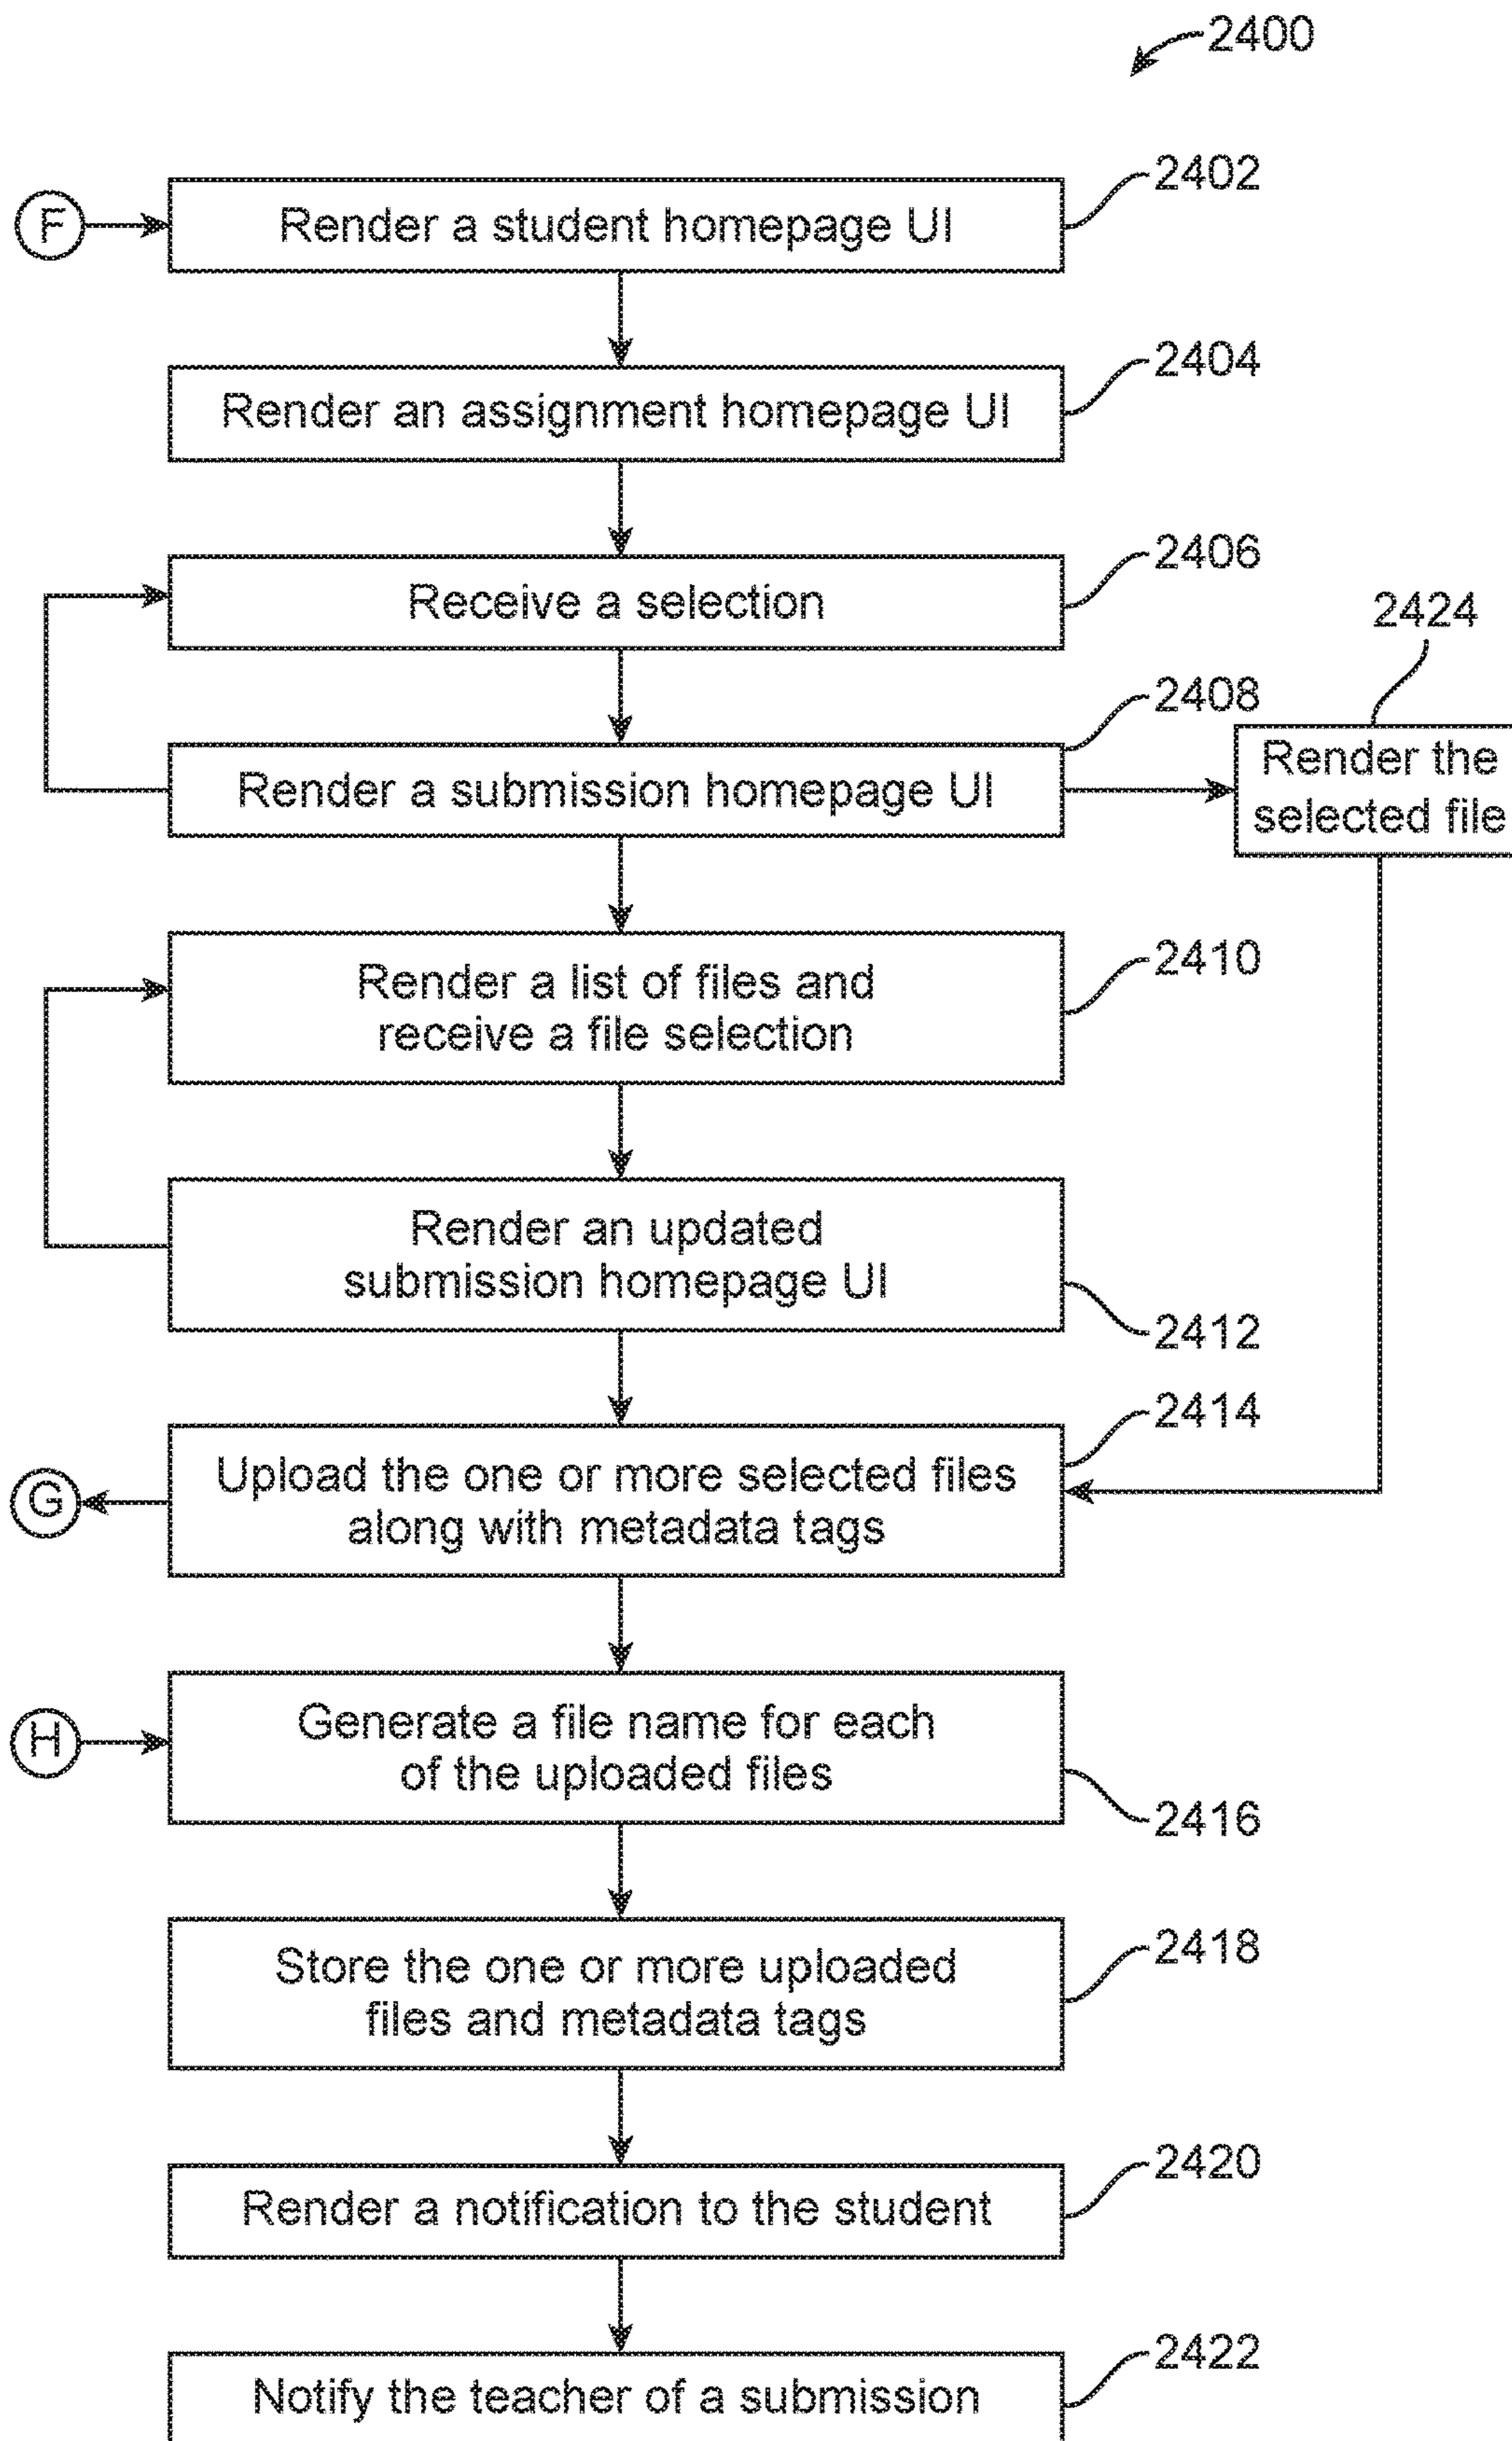 2400
2402
F
Render a student homepage UI
2404
Render an assignment homepage UI
2406
Receive a selection
2424
2408
Render the
selected file
Render a submission homepage UI
2410
Render a list of files and
receive a file selection
Render an updated
submission homepage UI
2412
2414
Upload the one or more selected files
along with metadata tags
G
Generate a file name for each
of the uploaded files
H
2416
2418
Store the one or more uploaded
files and metadata tags
2420
Render a notification to the student
2422
Notify the teacher of a submission